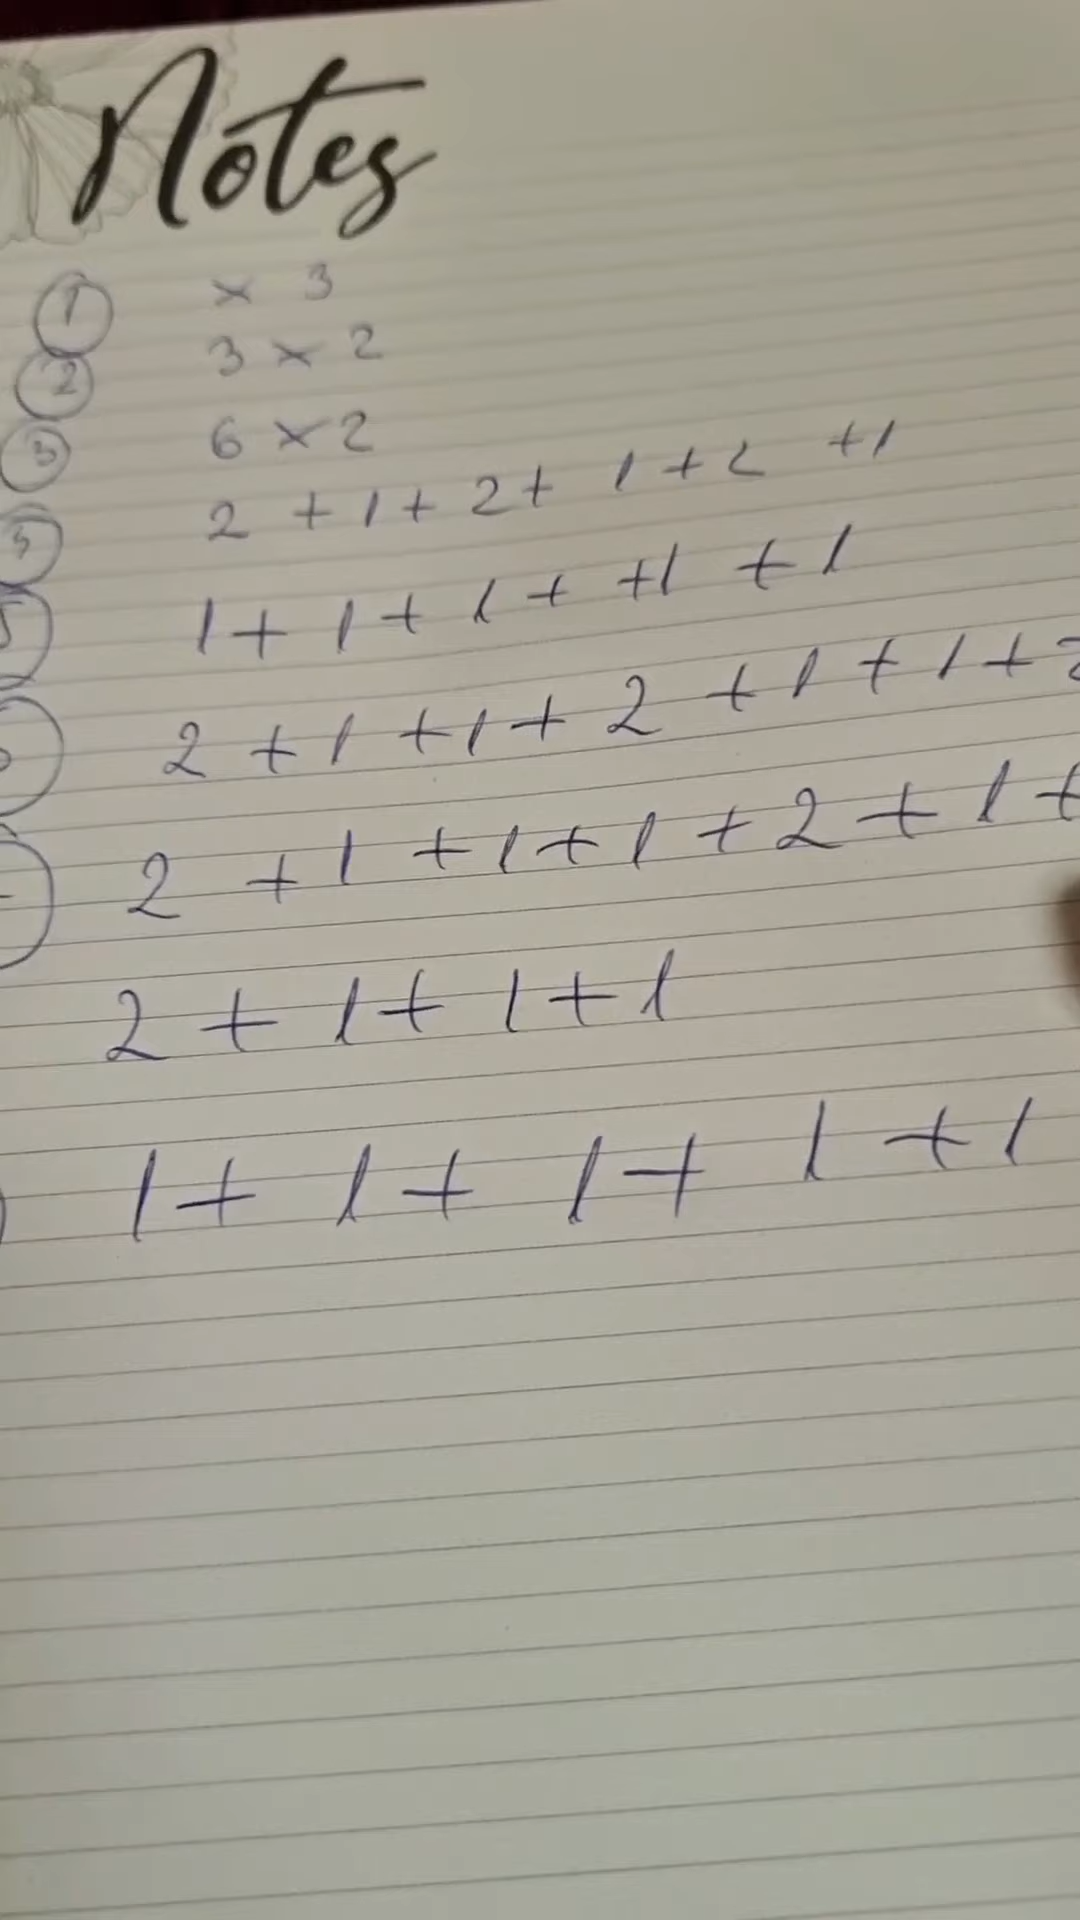 Notes
1 × 3
2 3 × 2
3 6 × 2
2 + 1 + 2 + 1 + 2 + 1
1 + 1 + 1 + +1 + 1
2 + 1 + 1 + 2 + 1 + 1 + 2
2 + 1 + 1 + 1 + 2 + 1 +
2 + 1 + 1 + 1
1 + 1 + 1 + 1 + 1